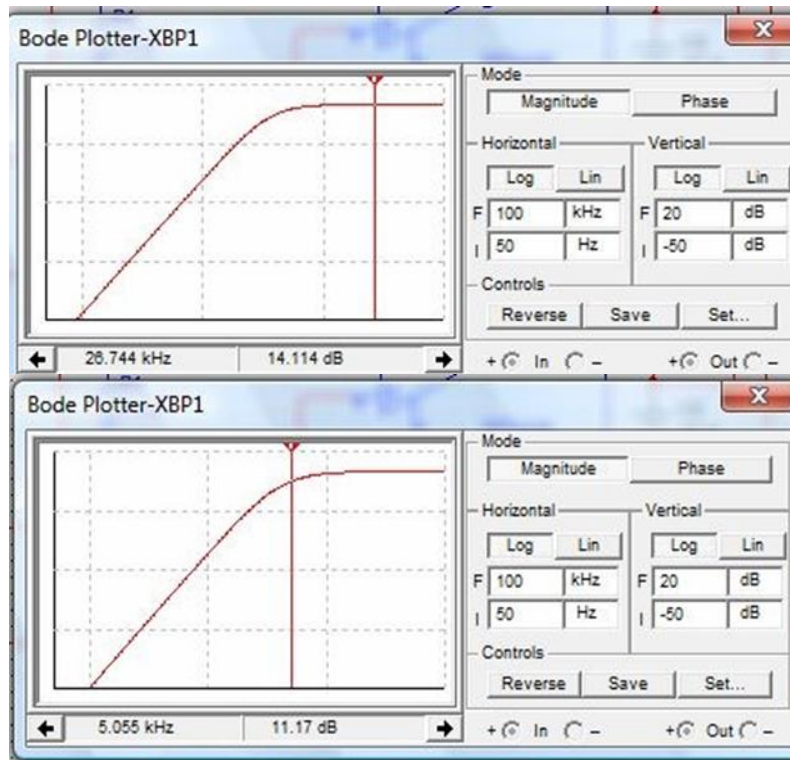 Bode Plotter-XBP1
Mode
Magnitude Phase
Horizontal Vertical
Log Lin Log Lin
F 100 kHz F 20 dB
I 50 Hz I -50 dB
Controls
Reverse Save Set...
26.744 kHz 14.114 dB + In - + Out -
Bode Plotter-XBP1
Mode
Magnitude Phase
Horizontal Vertical
Log Lin Log Lin
F 100 kHz F 20 dB
I 50 Hz I -50 dB
Controls
Reverse Save Set...
5.055 kHz 11.17 dB + In - + Out -